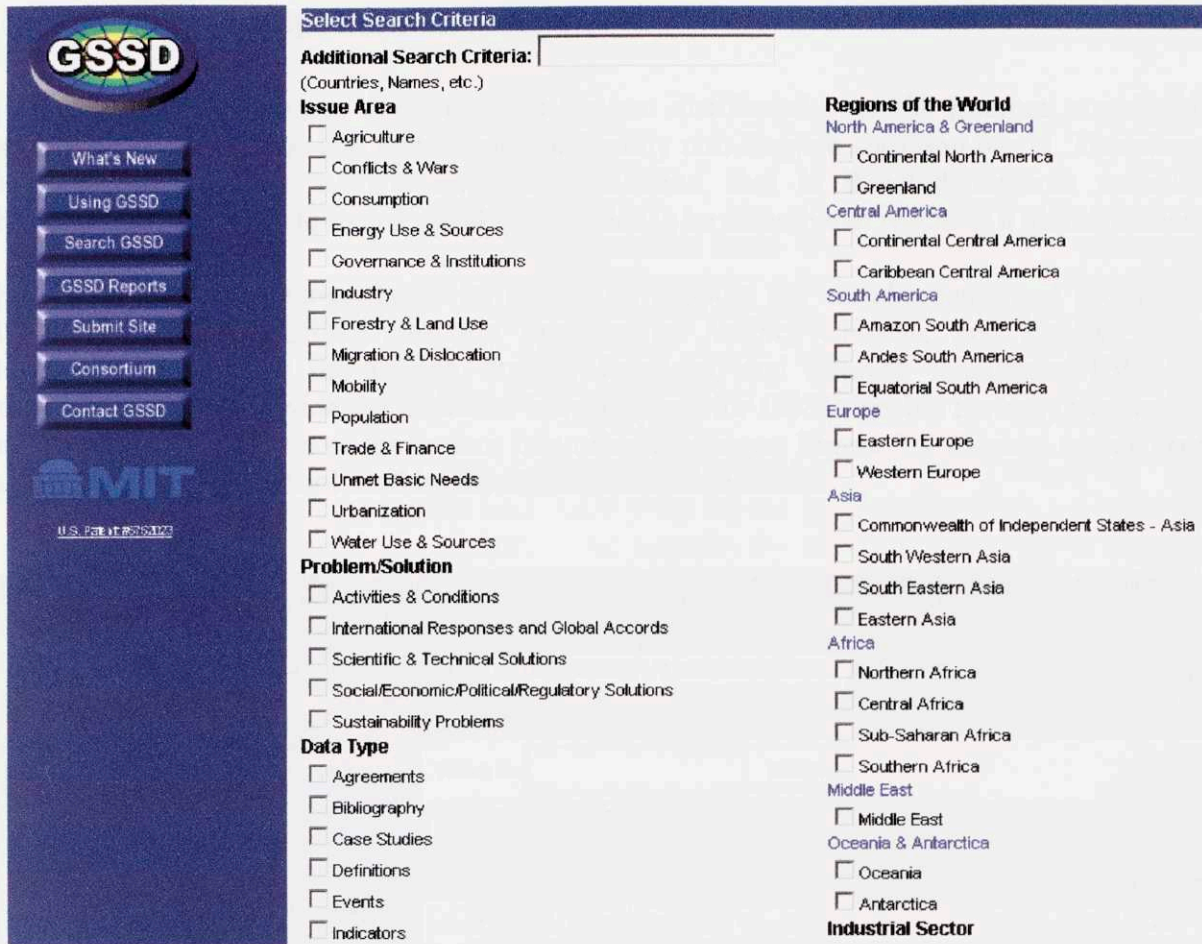 GSSD
What's New
Using GSSD
Search GSSD
GSSD Reports
Submit Site
Consortium
Contact GSSD
MIT
U.S. Patent
Select Search Criteria
Additional Search Criteria:
(Countries, Names, etc.)
Issue Area
Agriculture
Conflicts & Wars
Consumption
Energy Use & Sources
Governance & Institutions
Industry
Forestry & Land Use
Migration & Dislocation
Mobility
Population
Trade & Finance
Unmet Basic Needs
Urbanization
Water Use & Sources
Problem/Solution
Activities & Conditions
International Responses and Global Accords
Scientific & Technical Solutions
Social/Economic/Political/Regulatory Solutions
Sustainability Problems
Data Type
Agreements
Bibliography
Case Studies
Definitions
Events
Indicators
Regions of the World
North America & Greenland
Continental North America
Greenland
Central America
Continental Central America
Caribbean Central America
South America
Amazon South America
Andes South America
Equatorial South America
Europe
Eastern Europe
Western Europe
Asia
Commonwealth of Independent States - Asia
South Western Asia
South Eastern Asia
Eastern Asia
Africa
Northern Africa
Central Africa
Sub-Saharan Africa
Southern Africa
Middle East
Middle East
Oceania & Antarctica
Oceania
Antarctica
Industrial Sector